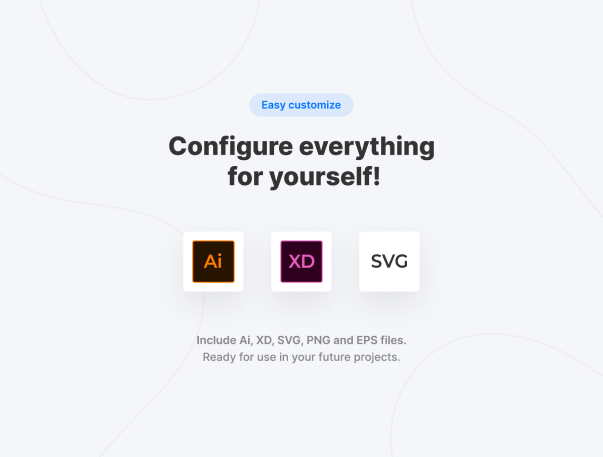 Easy customize
Configure everything
for yourself!
Ai
XD
SVG
Include Ai, XD, SVG, PNG and EPS files.
Ready for use in your future projects.